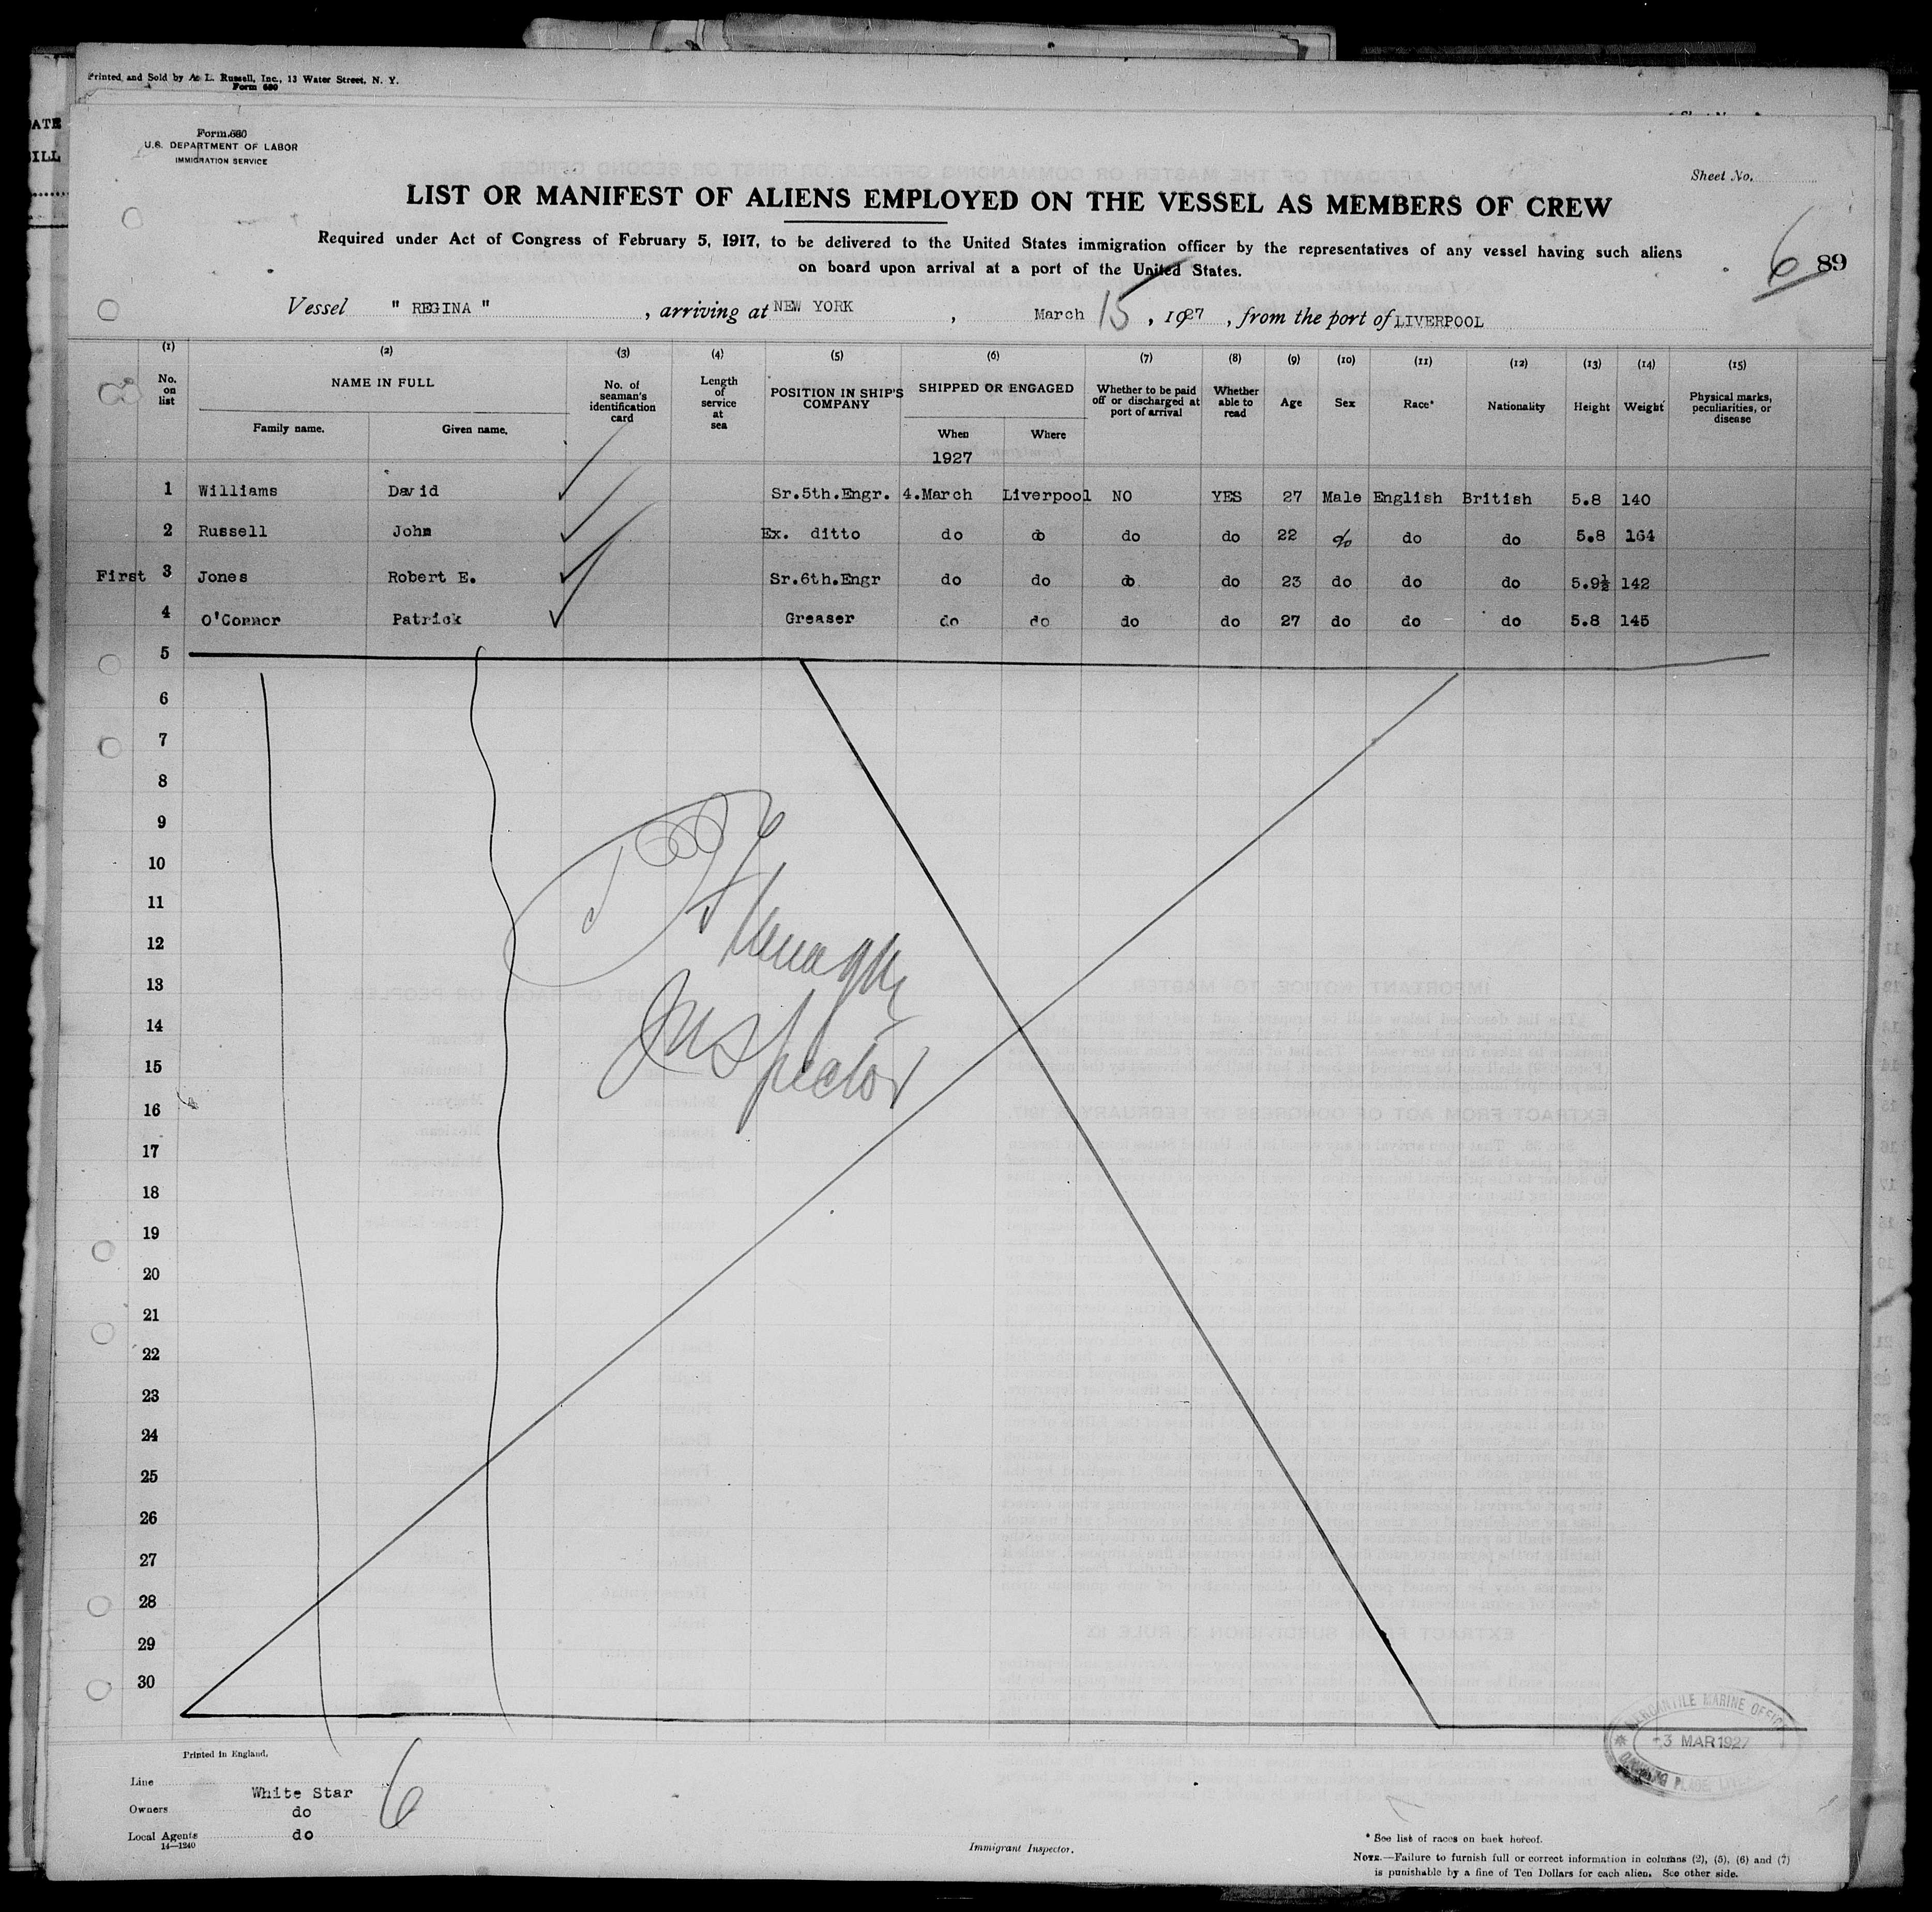 Printed and Sold by A. L. Russell, Inc., 13 Water Street, N. Y.
Form 680
ATE
ILL
Form 680
U.S. DEPARTMENT OF LABOR
IMMIGRATION SERVICE
Sheet No.
LIST OR MANIFEST OF ALIENS EMPLOYED ON THE VESSEL AS MEMBERS OF CREW
Required under Act of Congress of February 5, 1917, to be delivered to the United States immigration officer by the representatives of any vessel having such aliens
on board upon arrival at a port of the United States.
6 89
Vessel " REGINA ", arriving at NEW YORK, March 15, 1927, from the port of LIVERPOOL
(1) (2) (3) (4) (5) (6) (7) (8) (9) (10) (11) (12) (13) (14) (15)
No. on list NAME IN FULL Family name. Given name. No. of seaman's identification card Length of service at sea POSITION IN SHIP'S COMPANY SHIPPED OR ENGAGED When Where Whether to be paid off or discharged at port of arrival Whether able to read Age Sex Race* Nationality Height Weight Physical marks, peculiarities, or disease
1927
1 Williams David Sr.5th.Engr. 4.March Liverpool NO YES 27 Male English British 5.8 140
2 Russell John Ex. ditto do do do do 22 do do do 5.8 164
First 3 Jones Robert E. Sr.6th.Engr do do do do 23 do do do 5.9½ 142
4 O'Connor Patrick Greaser do do do do 27 do do do 5.8 145
5
6
7
8
9
10
11
12
13
14
15
16
17
18
19
20
21
22
23
24
25
26
27
28
29
30
Inspector
MERCANTILE MARINE OFFICE
3 MAR 1927
PLACE, LIV
Printed in England.
Line White Star
Owners do
Local Agents do
14—1240
6
Immigrant Inspector.
* See list of races on back hereof.
NOTE.—Failure to furnish full or correct information in columns (2), (5), (6) and (7)
is punishable by a fine of Ten Dollars for each alien. See other side.